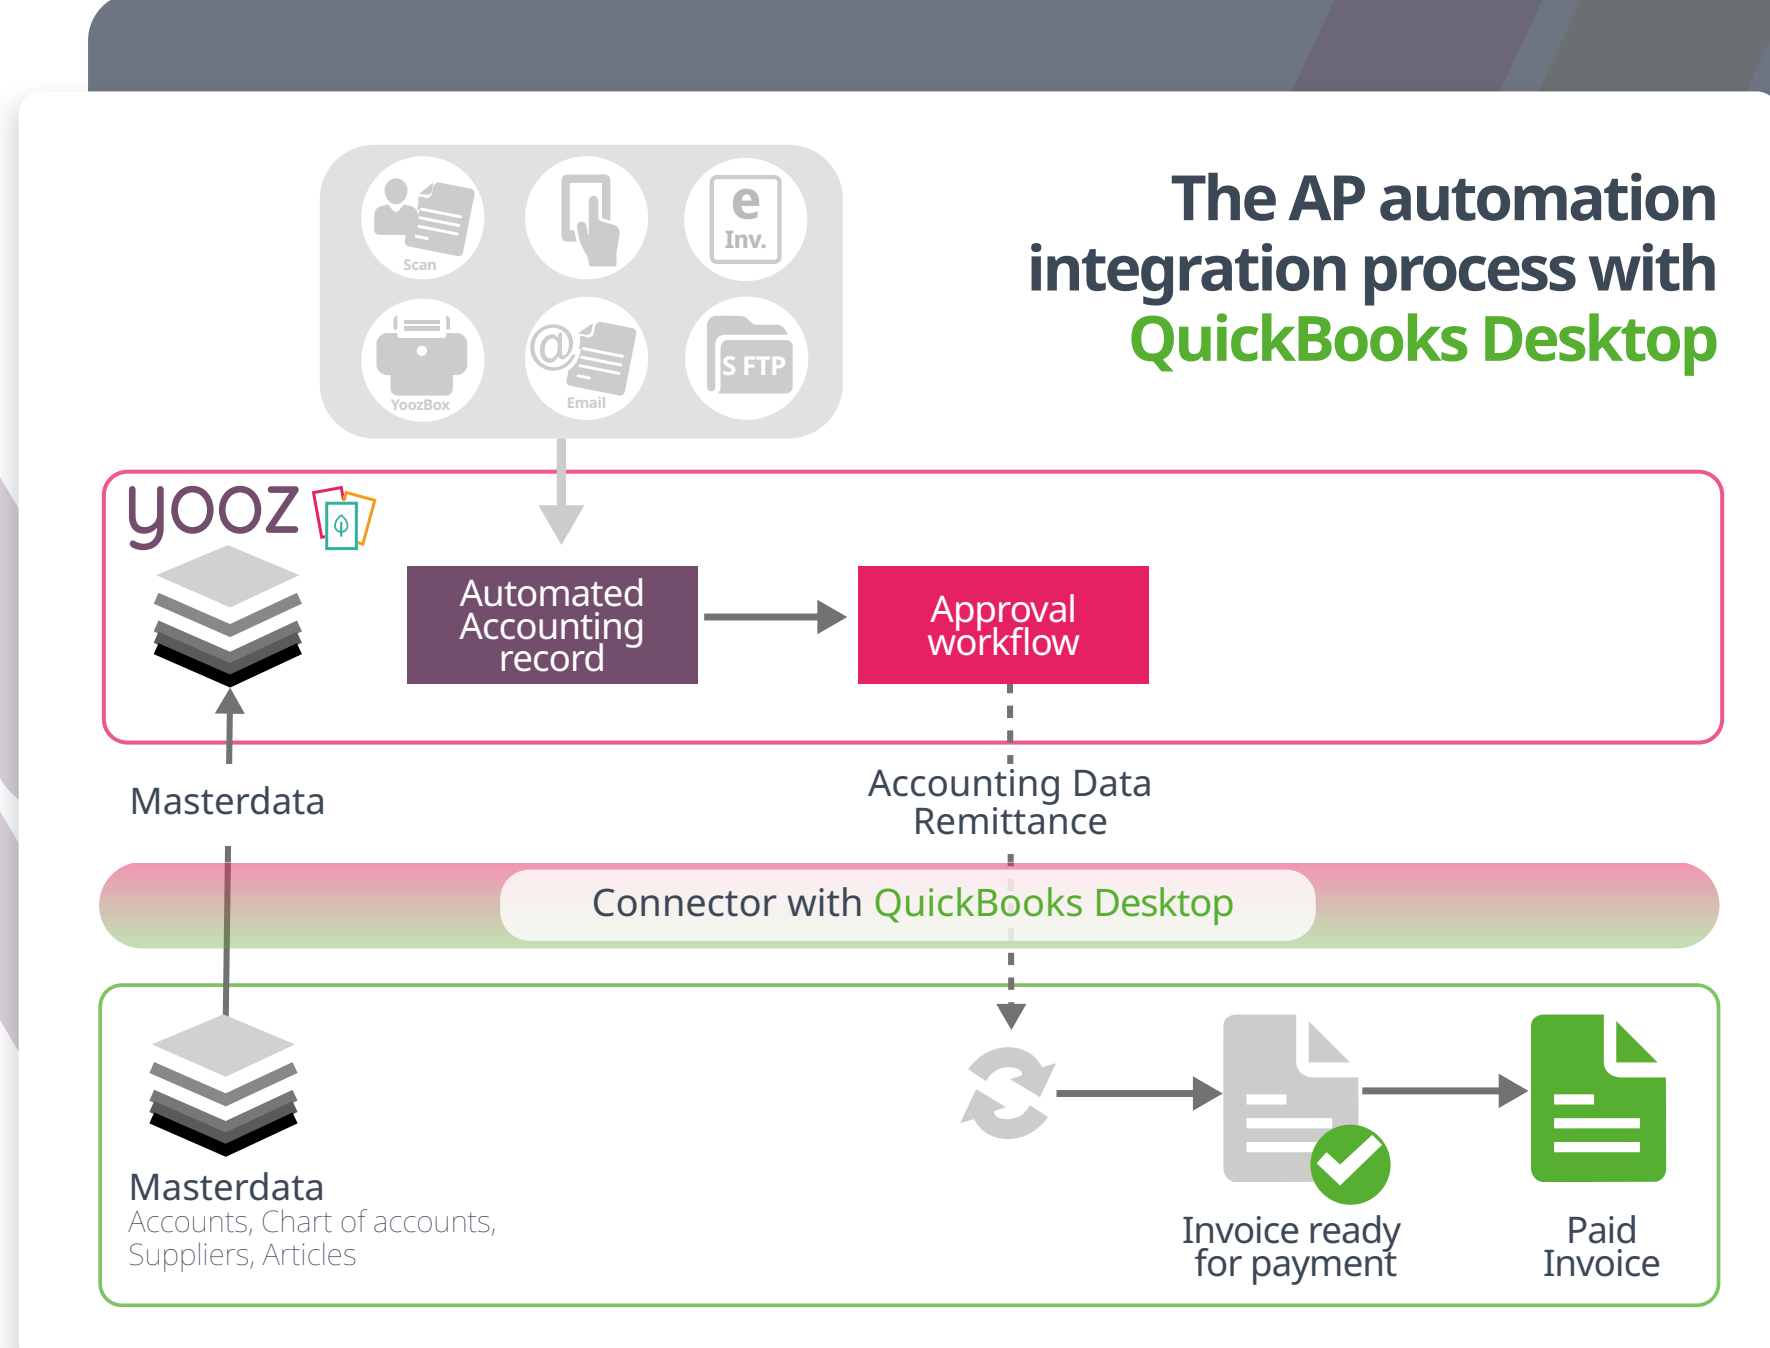 The AP automation
integration process with
QuickBooks Desktop
Scan
e
Inv.
YoozBox
@
Email
S FTP
yooz
Automated
Accounting
record
Approval
workflow
Masterdata
Accounting Data
Remittance
Connector with QuickBooks Desktop
Masterdata
Accounts, Chart of accounts,
Suppliers, Articles
Invoice ready
for payment
Paid
Invoice